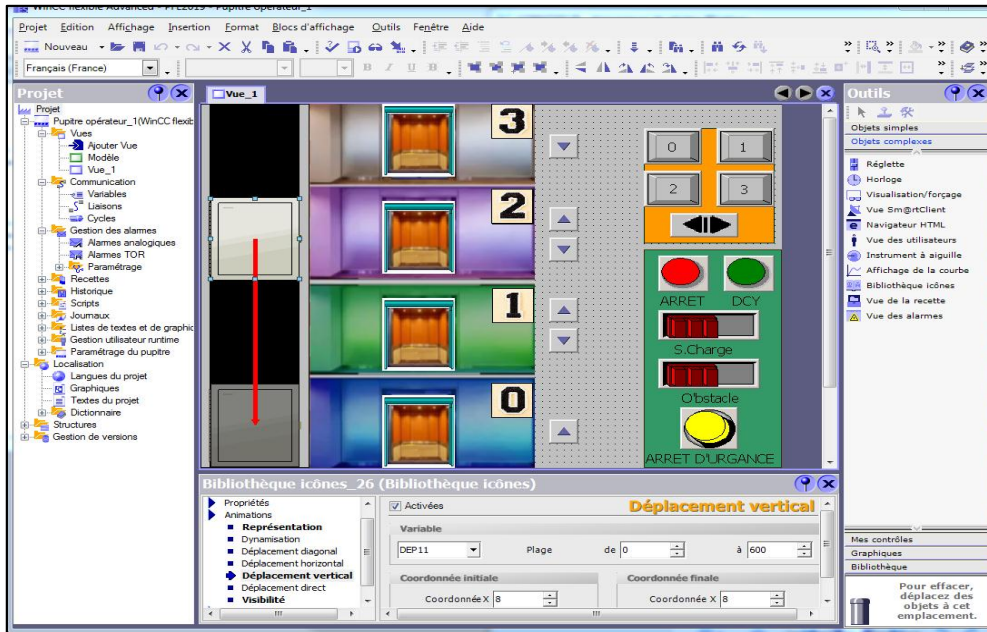 WinCC flexible Advanced - PFE2019 - Pupitre opérateur_1
Projet Edition Affichage Insertion Format Blocs d'affichage Outils Fenêtre Aide
Nouveau
Français (France)
B I U
Projet
Projet
Pupitre opérateur_1(WinCC flexib
Vues
Ajouter Vue
Modèle
Vue_1
Communication
Variables
Liaisons
Cycles
Gestion des alarmes
Alarmes analogiques
Alarmes TOR
Paramétrage
Recettes
Historique
Scripts
Journaux
Listes de textes et de graphic
Gestion utilisateur runtime
Paramétrage du pupitre
Localisation
Langues du projet
Graphiques
Textes du projet
Dictionnaire
Structures
Gestion de versions
Vue_1
3
2
1
0
0 1
2 3
ARRET DCY
S.Charge
O'bstacle
ARRET D'URGANCE
Outils
Objets simples
Objets complexes
Réglette
Horloge
Visualisation/forçage
Vue Sm@rtClient
Navigateur HTML
Vue des utilisateurs
Instrument à aiguille
Affichage de la courbe
Bibliothèque icônes
Vue de la recette
Vue des alarmes
Mes contrôles
Graphiques
Bibliothèque
Pour effacer,
déplacez des
objets à cet
emplacement.
Bibliothèque icônes_26 (Bibliothèque icônes)
Propriétés
Animations
Représentation
Dynamisation
Déplacement diagonal
Déplacement horizontal
Déplacement vertical
Déplacement direct
Visibilité
Activées
Déplacement vertical
Variable
DEP11 Plage de 0 à 600
Coordonnée initiale Coordonnée finale
Coordonnée X 8 Coordonnée X 8